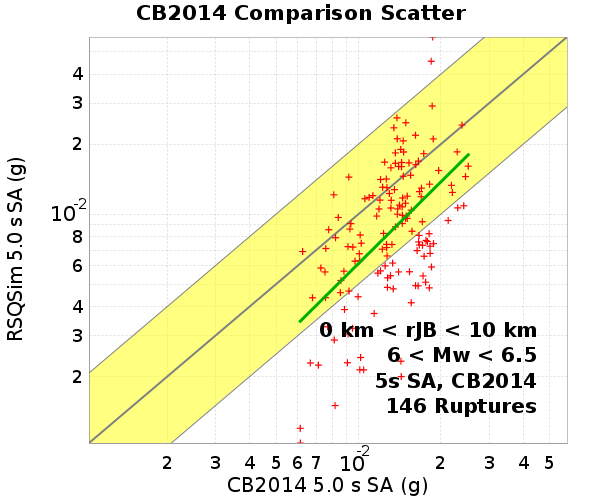 CB2014 Comparison Scatter
RSQSim 5.0 s SA (g)
4
3
2
10⁻²
8
6
4
3
2
0 km < rJB < 10 km
6 < Mw < 6.5
5s SA, CB2014
146 Ruptures
2 3 4 5 6 7 10⁻² 2 3 4 5
CB2014 5.0 s SA (g)